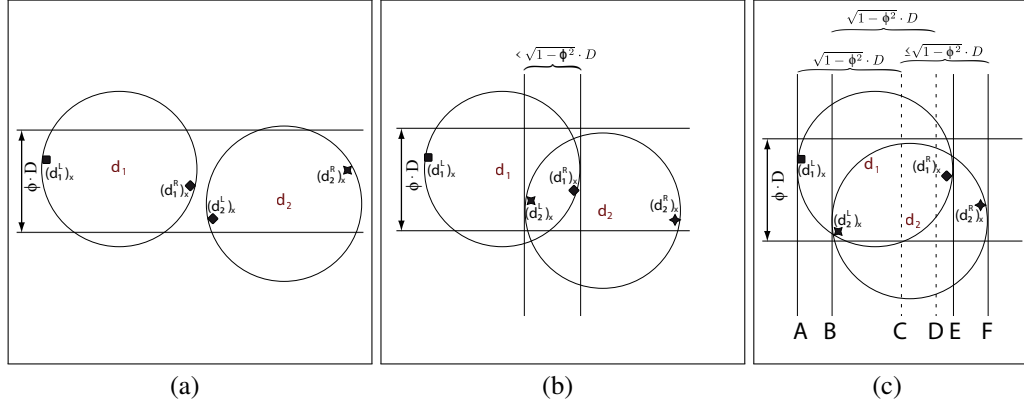 ϕ · D
(d₁ᴸ)ₓ
d₁
(d₁ᴿ)ₓ
(d₂ᴸ)ₓ
d₂
(d₂ᴿ)ₓ
(a)
< √1 − ϕ² · D
ϕ · D
(d₁ᴸ)ₓ
d₁
(d₁ᴿ)ₓ
(d₂ᴸ)ₓ
d₂
(d₂ᴿ)ₓ
(b)
√1 − ϕ² · D
√1 − ϕ² · D
≤ √1 − ϕ² · D
ϕ · D
(d₁ᴸ)ₓ
d₁
(d₁ᴿ)ₓ
(d₂ᴸ)ₓ
d₂
(d₂ᴿ)ₓ
A B C D E F
(c)